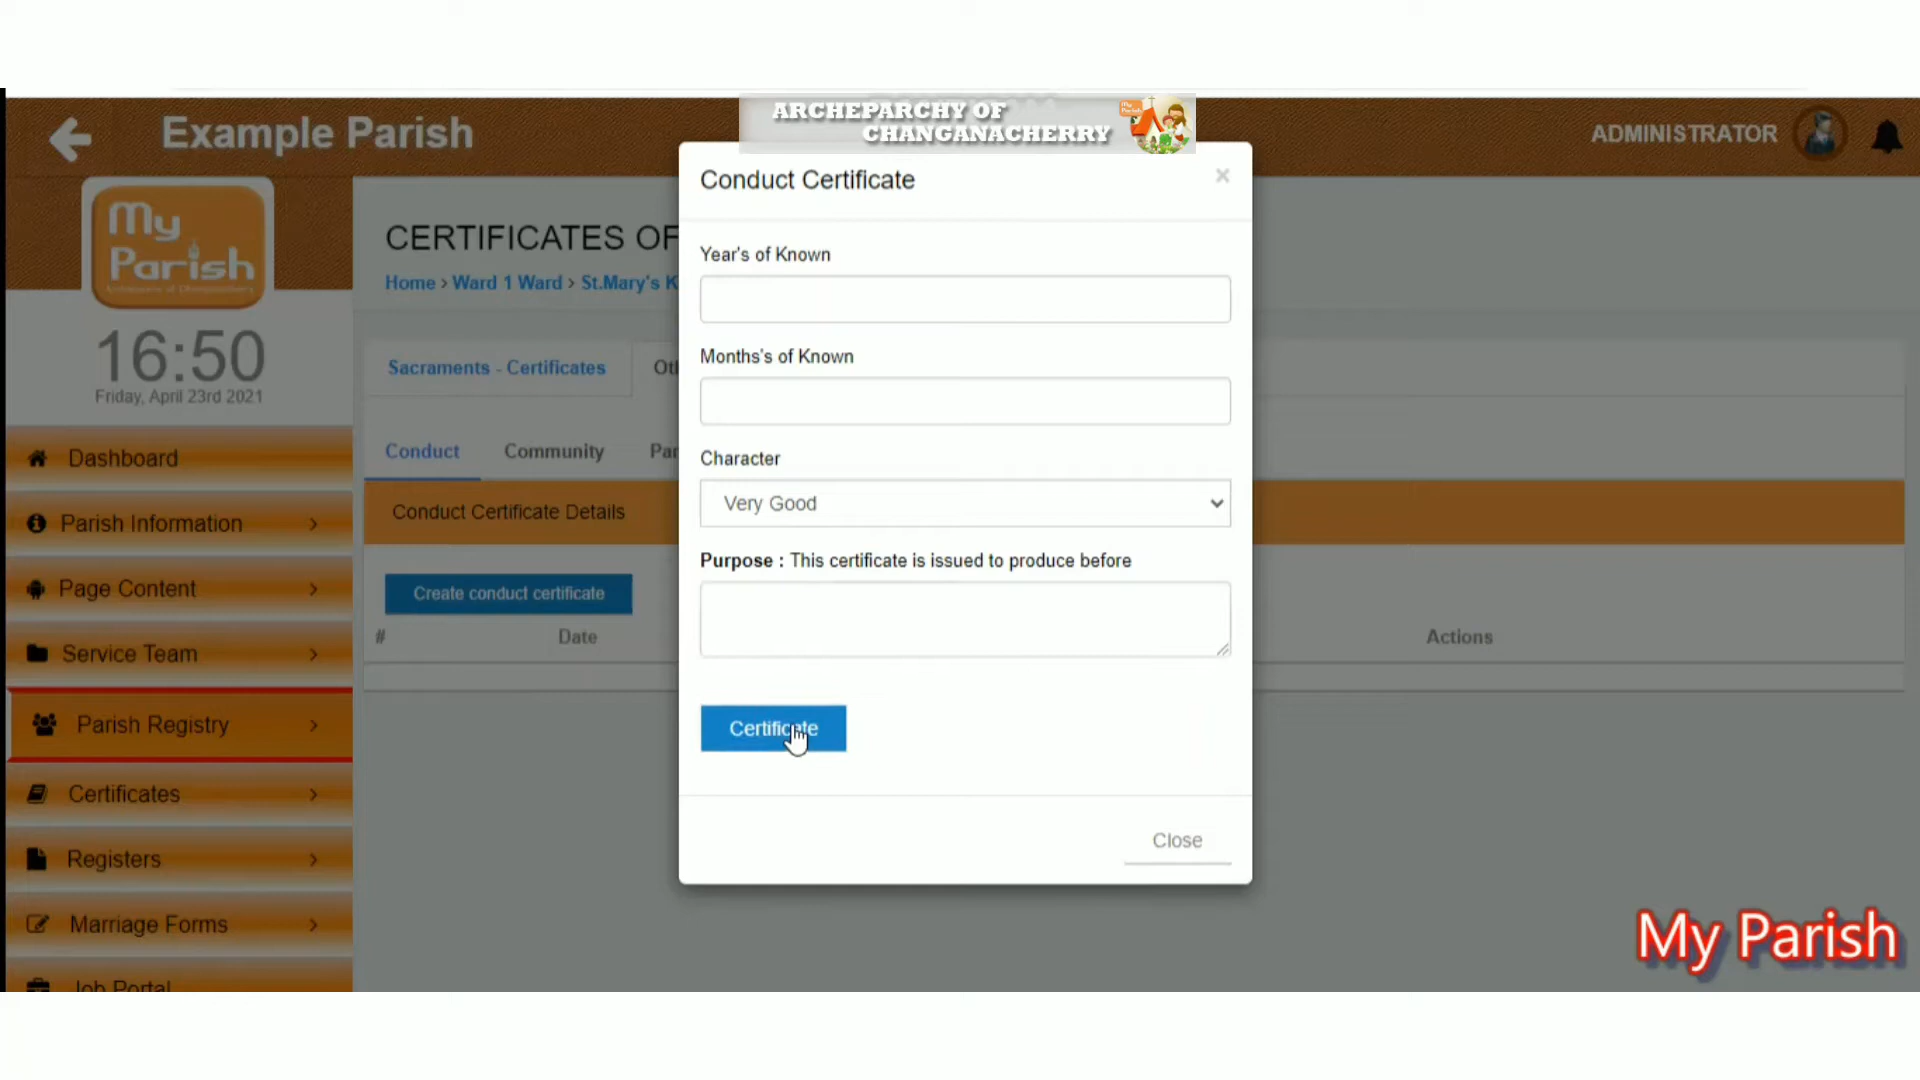 ARCHEPARCHY OF
CHANGANACHERRY
Example Parish
ADMINISTRATOR
My
Parish
16:50
Friday, April 23rd 2021
Dashboard
Parish Information
Page Content
Service Team
Parish Registry
Certificates
Registers
Marriage Forms
Job Portal
CERTIFICATES OF
Home > Ward 1 Ward > St.Mary's K
Sacraments - Certificates
Conduct Community
Conduct Certificate Details
Create conduct certificate
# Date Actions
Conduct Certificate ×
Year's of Known
Months's of Known
Character
Very Good
Purpose : This certificate is issued to produce before
Certificate
Close
My Parish